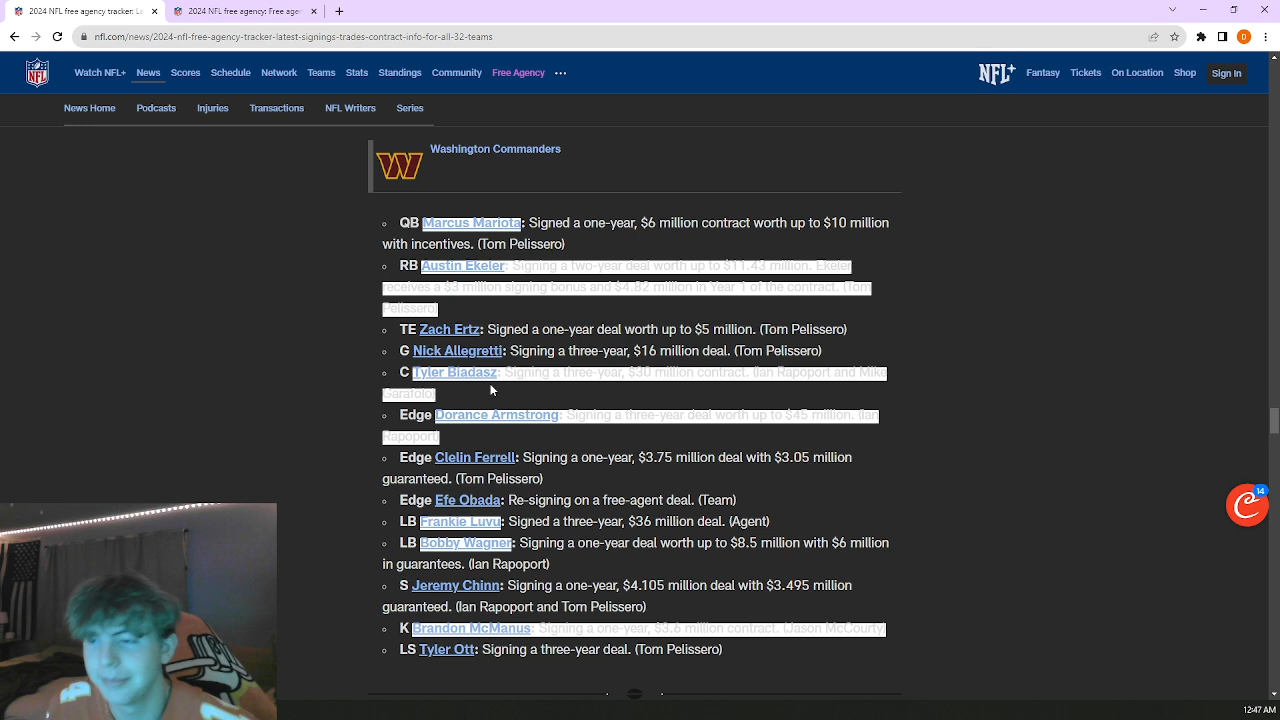 2024 NFL free agency tracker: L
2024 NFL free agency: Free age
nfl.com/news/2024-nfl-free-agency-tracker-latest-signings-trades-contract-info-for-all-32-teams
D
NFL
Watch NFL+ News Scores Schedule Network Teams Stats Standings Community Free Agency
NFL+ Fantasy Tickets On Location Shop Sign In
News Home Podcasts Injuries Transactions NFL Writers Series
Washington Commanders
W
QB Marcus Mariota: Signed a one-year, $6 million contract worth up to $10 million
with incentives. (Tom Pelissero)
RB Austin Ekeler: Signing a two-year deal worth up to $11.43 million. Ekeler
receives a $3 million signing bonus and $4.82 million in Year 1 of the contract. (Tom
Pelissero)
TE Zach Ertz: Signed a one-year deal worth up to $5 million. (Tom Pelissero)
G Nick Allegretti: Signing a three-year, $16 million deal. (Tom Pelissero)
C Tyler Biadasz: Signing a three-year, $30 million contract. (Ian Rapoport and Mike
Garafolo)
Edge Dorance Armstrong: Signing a three-year deal worth up to $45 million. (Ian
Rapoport)
Edge Clelin Ferrell: Signing a one-year, $3.75 million deal with $3.05 million
guaranteed. (Tom Pelissero)
Edge Efe Obada: Re-signing on a free-agent deal. (Team)
LB Frankie Luvu: Signed a three-year, $36 million deal. (Agent)
LB Bobby Wagner: Signing a one-year deal worth up to $8.5 million with $6 million
in guarantees. (Ian Rapoport)
S Jeremy Chinn: Signing a one-year, $4.105 million deal with $3.495 million
guaranteed. (Ian Rapoport and Tom Pelissero)
K Brandon McManus: Signing a one-year, $3.6 million contract. (Jason McCourty)
LS Tyler Ott: Signing a three-year deal. (Tom Pelissero)
14
12:47 AM